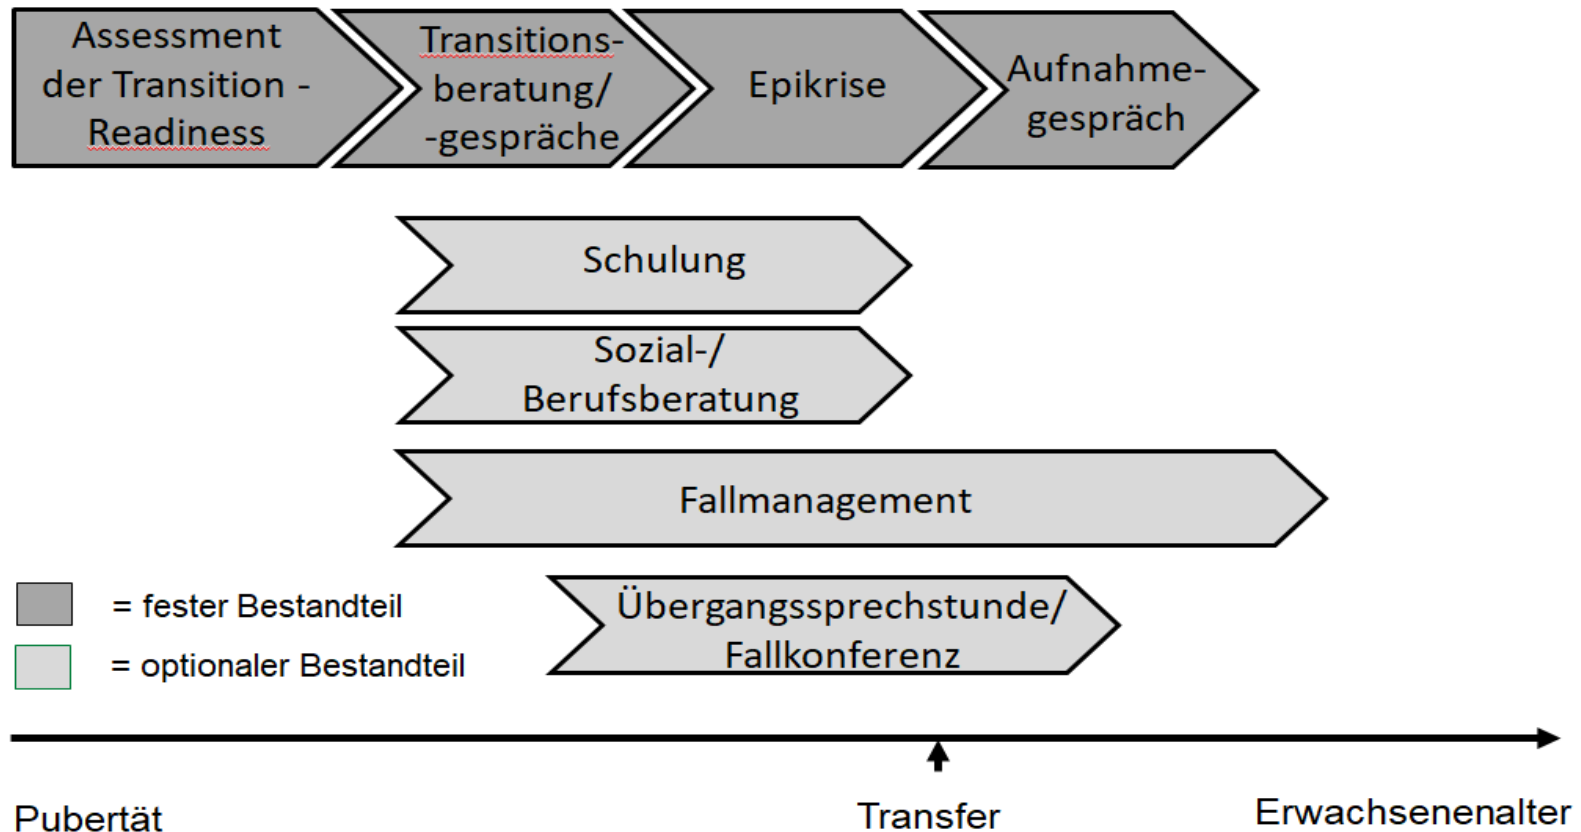 Assessment
der Transition -
Readiness
Transitions-
beratung/
-gespräche
Epikrise
Aufnahme-
gespräch
Schulung
Sozial-/
Berufsberatung
Fallmanagement
Übergangssprechstunde/
Fallkonferenz
= fester Bestandteil
= optionaler Bestandteil
Pubertät
Transfer
Erwachsenenalter